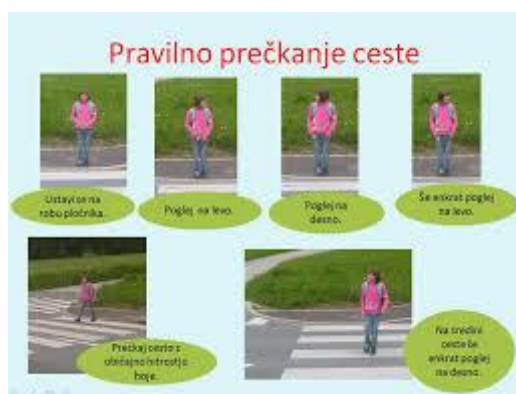 Pravilno prečkanje ceste
Ustavi se na
robu pločnika.
Poglej na levo.
Poglej na
desno.
Še enkrat poglej
na levo.
Prečkaj cesto z
običajno hitrostjo
hoje.
Na sredini
ceste še
enkrat poglej
na desno.